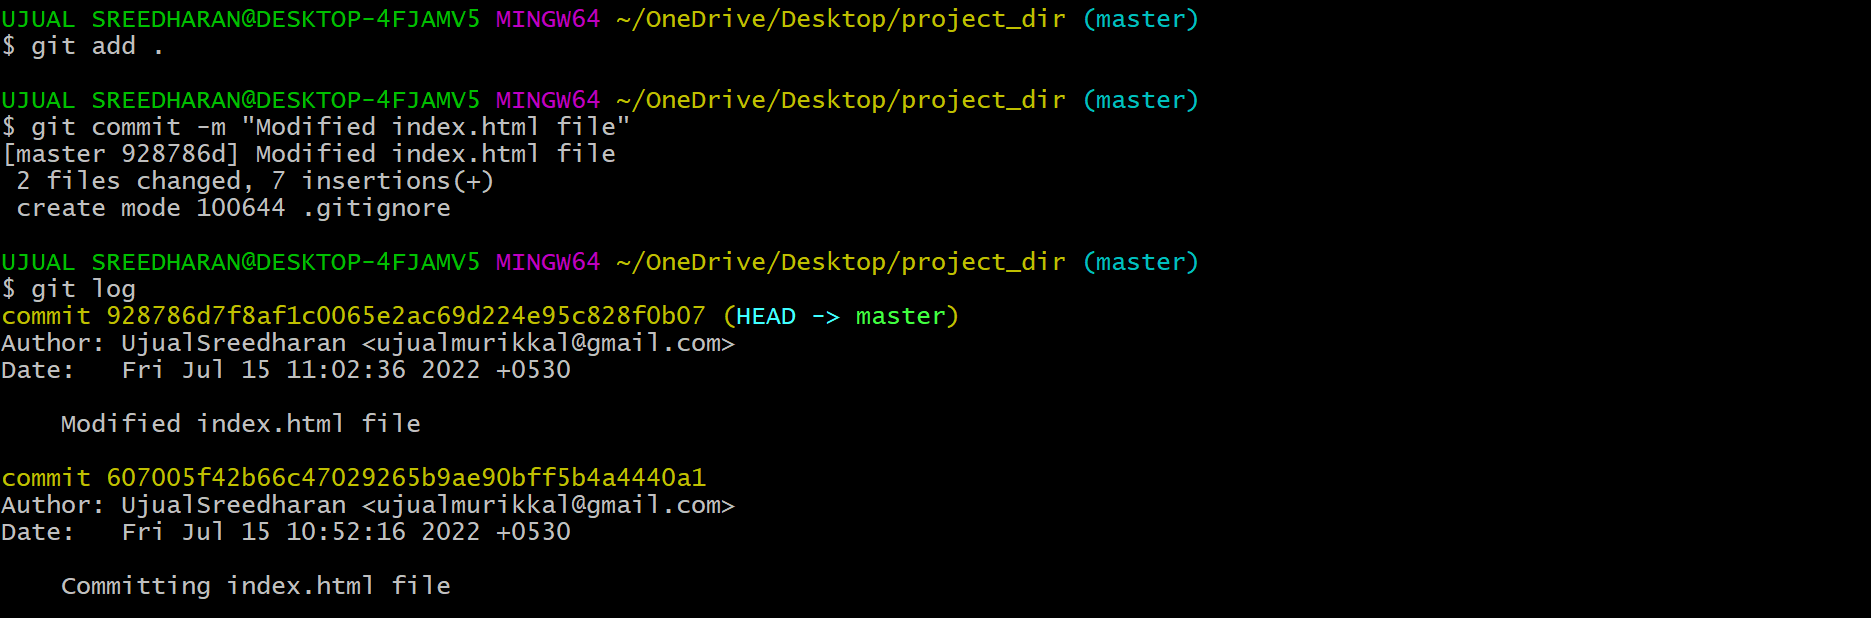 UJUAL SREEDHARAN@DESKTOP-4FJAMV5 MINGW64 ~/OneDrive/Desktop/project_dir (master)
$ git add .
UJUAL SREEDHARAN@DESKTOP-4FJAMV5 MINGW64 ~/OneDrive/Desktop/project_dir (master)
$ git commit -m "Modified index.html file"
[master 928786d] Modified index.html file
 2 files changed, 7 insertions(+)
 create mode 100644 .gitignore
UJUAL SREEDHARAN@DESKTOP-4FJAMV5 MINGW64 ~/OneDrive/Desktop/project_dir (master)
$ git log
commit 928786d7f8af1c0065e2ac69d224e95c828f0b07 (HEAD -> master)
Author: UjualSreedharan <ujualmurikkal@gmail.com>
Date:   Fri Jul 15 11:02:36 2022 +0530
    Modified index.html file
commit 607005f42b66c47029265b9ae90bff5b4a4440a1
Author: UjualSreedharan <ujualmurikkal@gmail.com>
Date:   Fri Jul 15 10:52:16 2022 +0530
    Committing index.html file